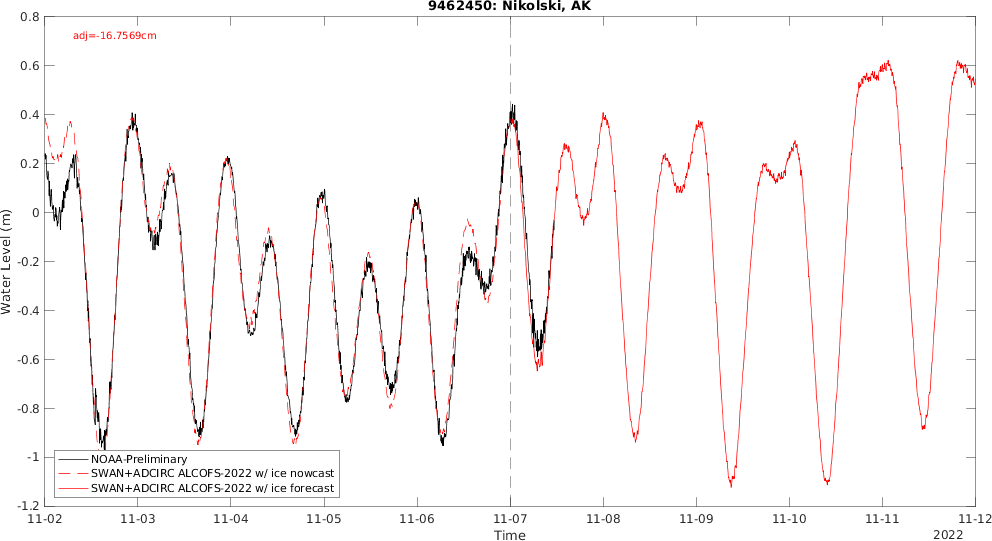 9462450: Nikolski, AK
adj=-16.7569cm
0.8
0.6
0.4
0.2
0
-0.2
-0.4
-0.6
-0.8
-1
-1.2
Water Level (m)
NOAA-Preliminary
SWAN+ADCIRC ALCOFS-2022 w/ ice nowcast
SWAN+ADCIRC ALCOFS-2022 w/ ice forecast
11-02 11-03 11-04 11-05 11-06 11-07 11-08 11-09 11-10 11-11 11-12
Time
2022